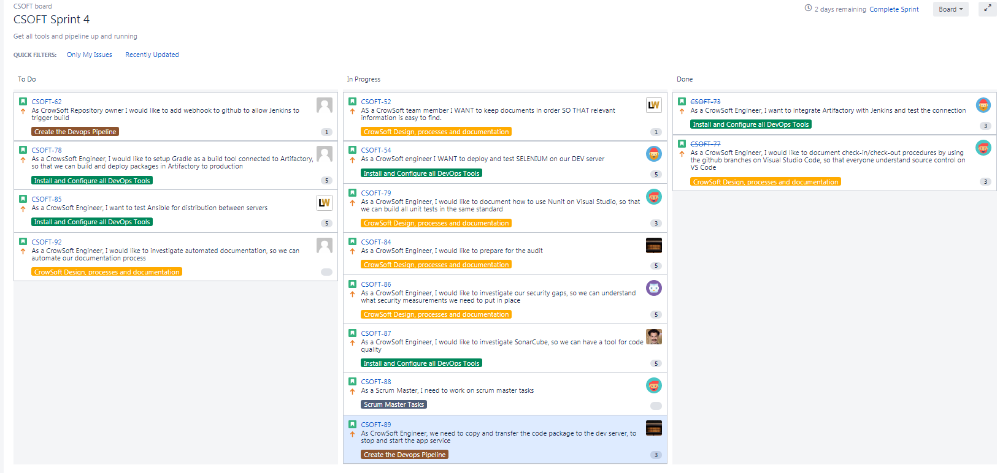 CSOFT board
CSOFT Sprint 4
2 days remaining Complete Sprint Board
Get all tools and pipeline up and running
QUICK FILTERS: Only My Issues Recently Updated
To Do
CSOFT-62
As CrowSoft Repository owner I would like to add webhook to github to allow Jenkins to
trigger build
Create the Devops Pipeline 1
CSOFT-78
As a CrowsSoft Engineer, I would like to setup Gradle as a build tool connected to Artifactory,
so that we can build and deploy packages in Artifactory to production
Install and Configure all DevOps Tools 5
CSOFT-85
LW
As a CrowSoft Engineer, I want to test Ansible for distribution between servers
Install and Configure all DevOps Tools 5
CSOFT-92
As a CrowSoft Engineer, I would like to investigate automated documentation, so we can
automate our documentation process
CrowSoft Design, processes and documentation
In Progress
CSOFT-52
LW
AS a CrowSoft team member I WANT to keep documents in order SO THAT relevant
information is easy to find.
CrowSoft Design, processes and documentation 1
CSOFT-54
As a CrowSoft engineer I WANT to deploy and test SELENIUM on our DEV server
Install and Configure all DevOps Tools 5
CSOFT-79
As a CrowSoft Engineer, I would like to document how to use Nunit on Visual Studio, so that
we can build all unit tests in the same standard
CrowSoft Design, processes and documentation 3
CSOFT-84
As a CrowSoft Engineer, I would like to prepare for the audit
CrowSoft Design, processes and documentation 5
CSOFT-86
As a CrowSoft Engineer, I would like to investigate our security gaps, so we can understand
what security measurements we need to put in place
CrowSoft Design, processes and documentation 5
CSOFT-87
As a CrowSoft Engineer, I would like to investigate SonarCube, so we can have a tool for code
quality
Install and Configure all DevOps Tools 5
CSOFT-88
As a Scrum Master, I need to work on scrum master tasks
Scrum Master Tasks
CSOFT-89
As CrowSoft Engineer, we need to copy and transfer the code package to the dev server, to
stop and start the app service
Create the Devops Pipeline 3
Done
CSOFT-73
As a CrowSoft Engineer, I want to integrate Artifactory with Jenkins and test the connection
Install and Configure all DevOps Tools 3
CSOFT-77
As a CrowSoft Engineer, I would like to document check-in/check-out procedures by using
the github branches on Visual Studio Code, so that everyone understand source control on
VS Code
CrowSoft Design, processes and documentation 3